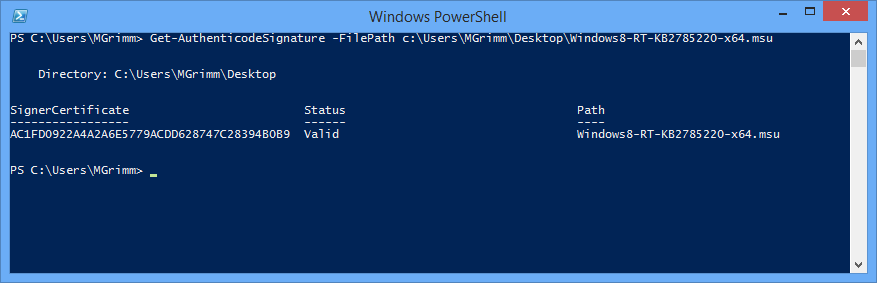 Windows PowerShell
PS C:\Users\MGrimm> Get-AuthenticodeSignature -FilePath c:\Users\MGrimm\Desktop\Windows8-RT-KB2785220-x64.msu
Directory: C:\Users\MGrimm\Desktop
SignerCertificate Status Path
----------------- ------ ----
AC1FD0922A4A2A6E5779ACDD628747C28394B0B9 Valid Windows8-RT-KB2785220-x64.msu
PS C:\Users\MGrimm>